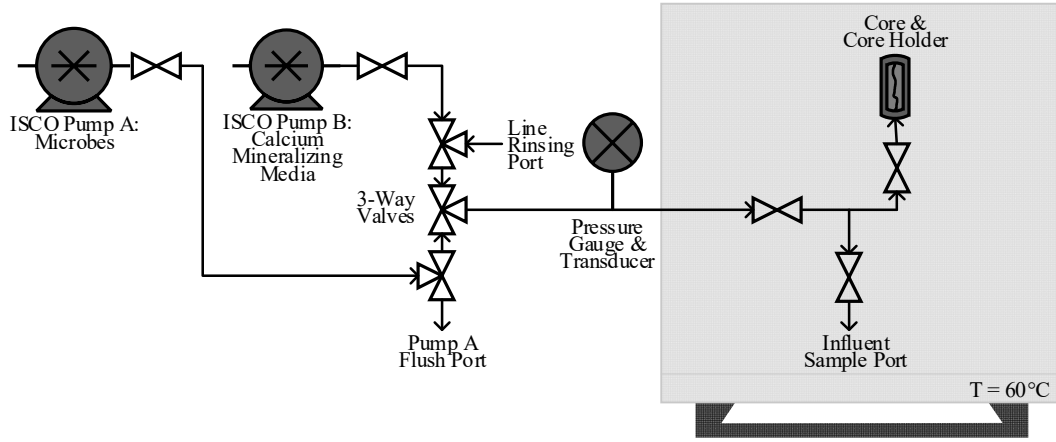 ISCO Pump A:
Microbes
ISCO Pump B:
Calcium
Mineralizing
Media
Line
Rinsing
Port
3-Way
Valves
Pump A
Flush Port
Pressure
Gauge &
Transducer
Core &
Core Holder
Influent
Sample Port
T = 60°C